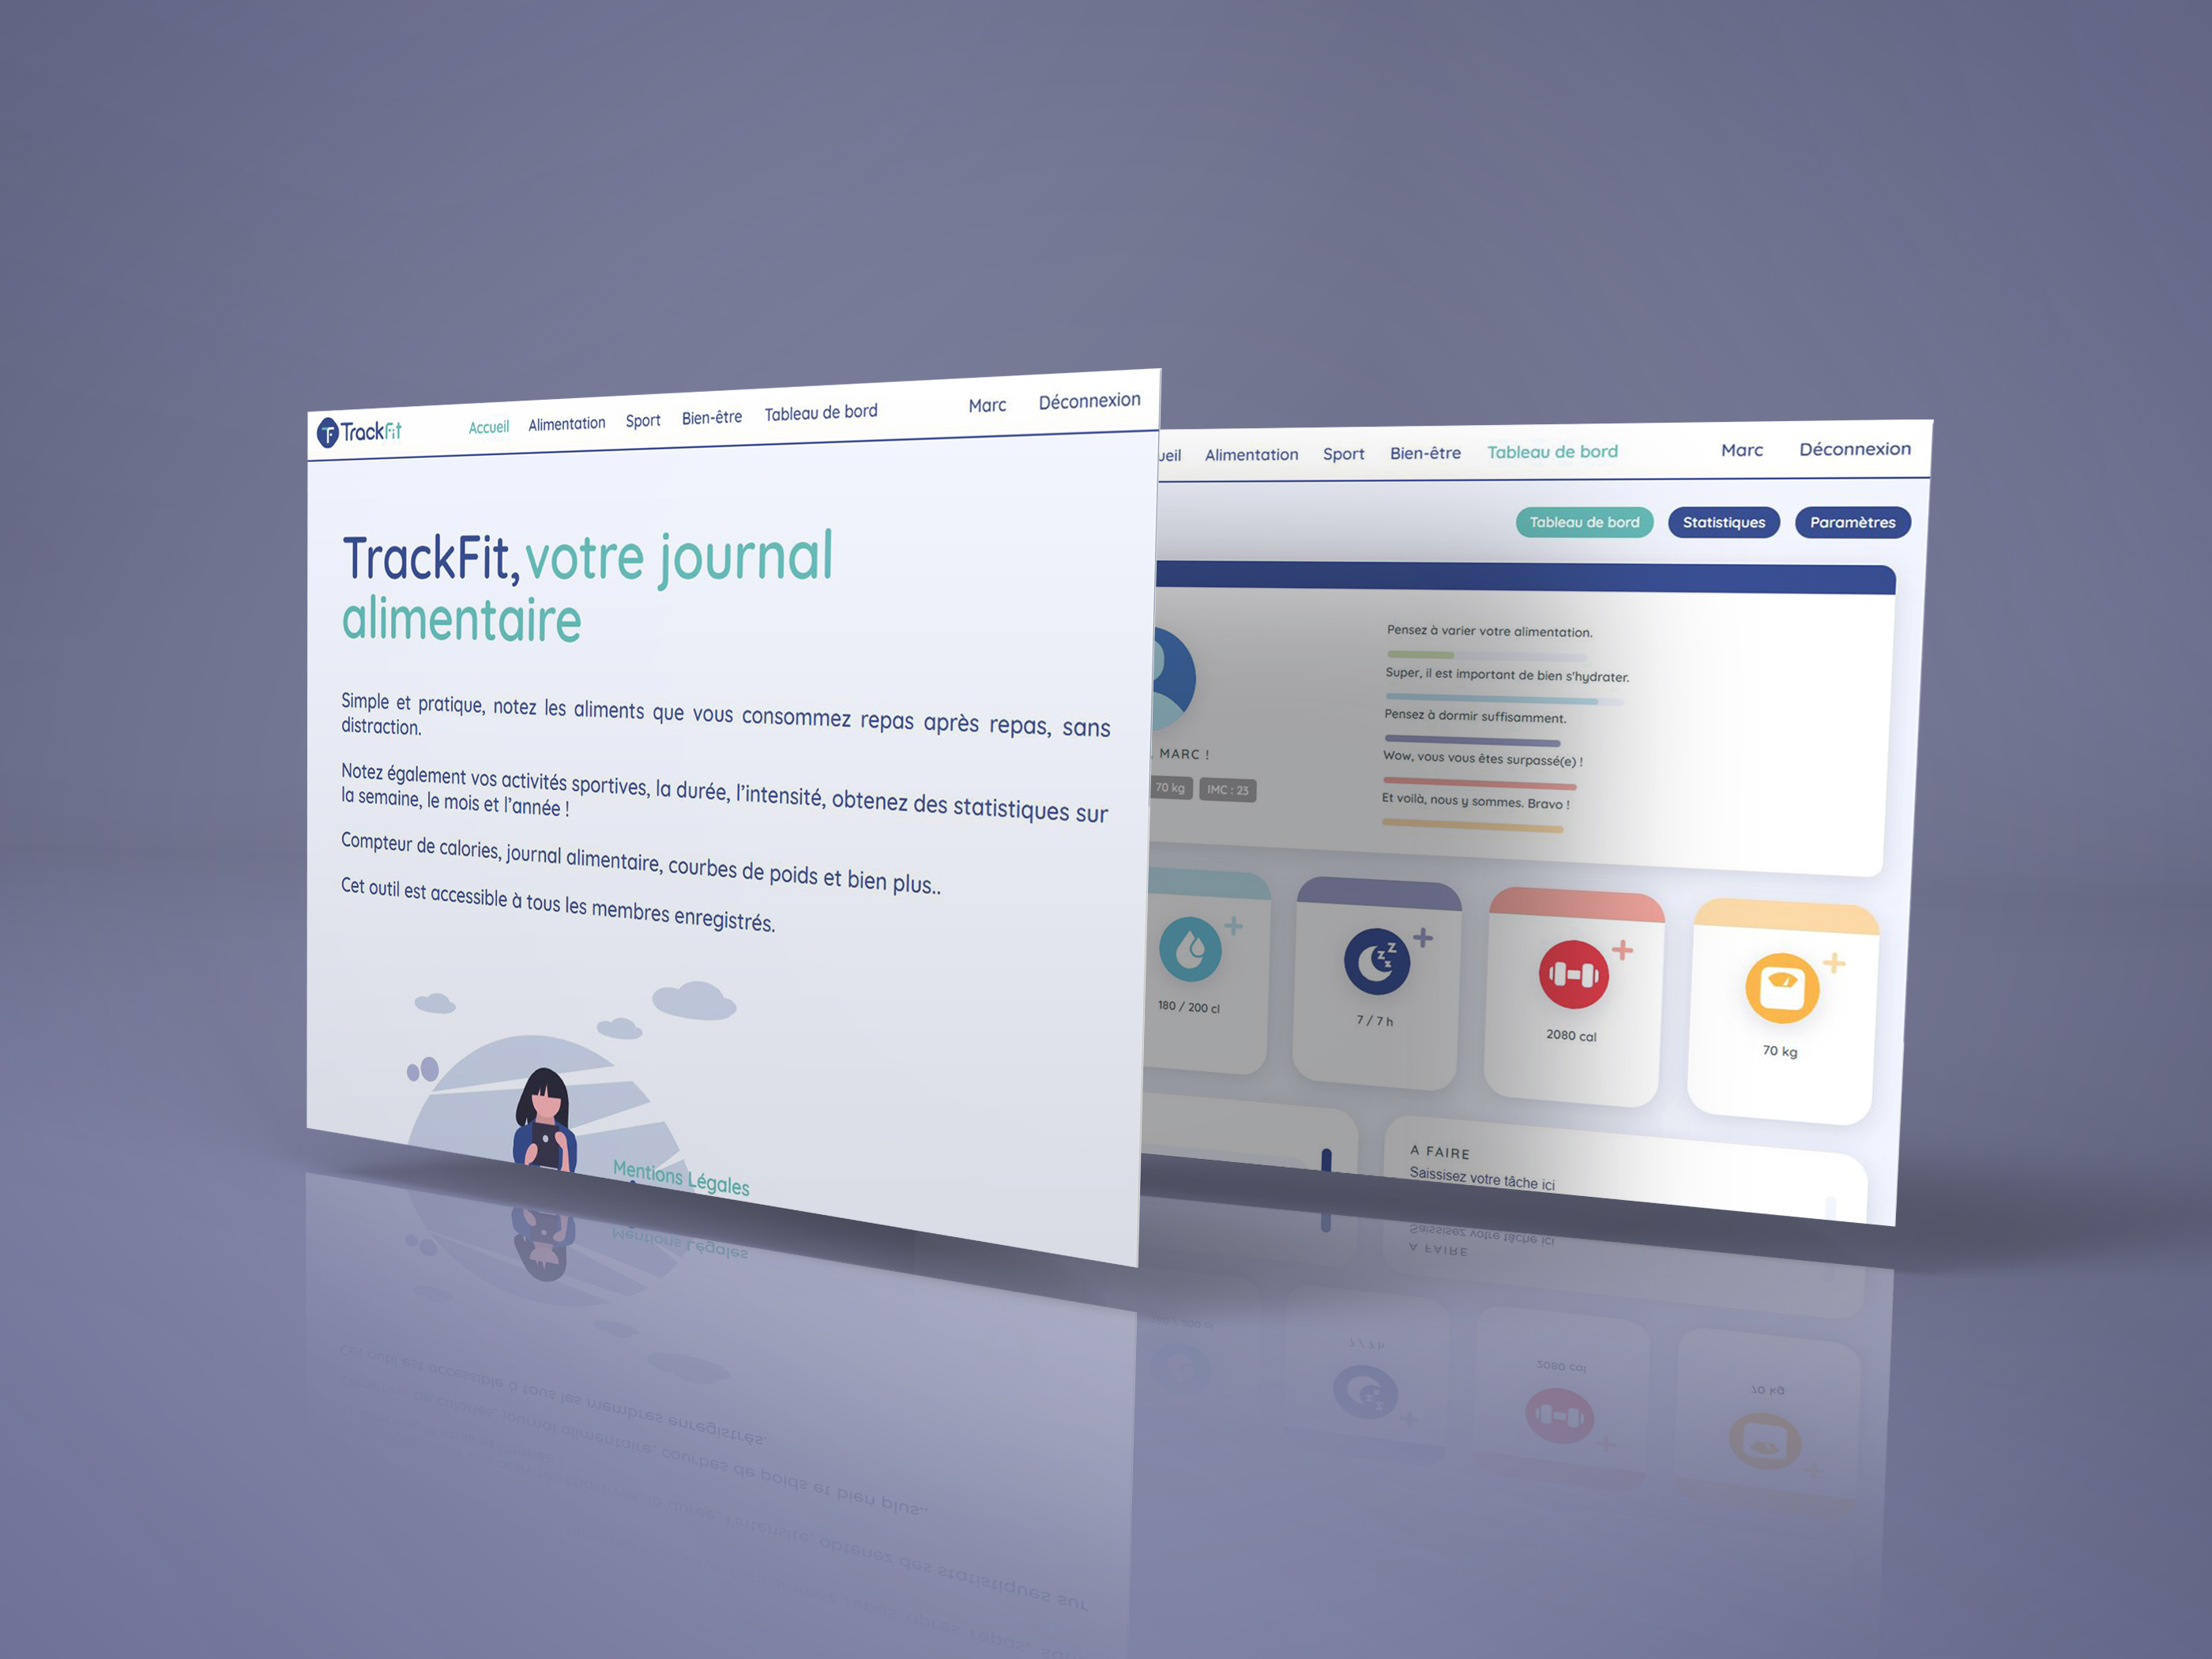 TrackFit
Accueil Alimentation Sport Bien-être Tableau de bord Marc Déconnexion
TrackFit, votre journal
alimentaire
Simple et pratique, notez les aliments que vous consommez repas après repas, sans
distraction.
Notez également vos activités sportives, la durée, l'intensité, obtenez des statistiques sur
la semaine, le mois et l'année !
Compteur de calories, journal alimentaire, courbes de poids et bien plus..
Cet outil est accessible à tous les membres enregistrés.
Mentions Légales
Alimentation Sport Bien-être Tableau de bord Marc Déconnexion
Tableau de bord Statistiques Paramètres
MARC !
70 kg IMC : 23
Pensez à varier votre alimentation.
Super, il est important de bien s'hydrater.
Pensez à dormir suffisamment.
Wow, vous vous êtes surpassé(e) !
Et voilà, nous y sommes. Bravo !
180 / 200 cl
7 / 7 h
2080 cal
70 kg
A FAIRE
Saissisez votre tâche ici